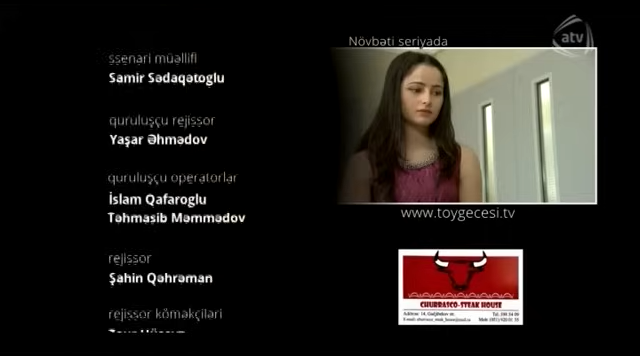 Növbəti seriyada
atv
ssenari müəllifi
Samir Sədaqətoglu
quruluşçu rejissor
Yaşar Əhmədov
quruluşçu operatorlar
İslam Qafaroglu
Təhmasib Məmmədov
rejissor
Şahin Qəhrəman
rejissor köməkçiləri
www.toygecesi.tv
CHURRASCO-STEAK HOUSE